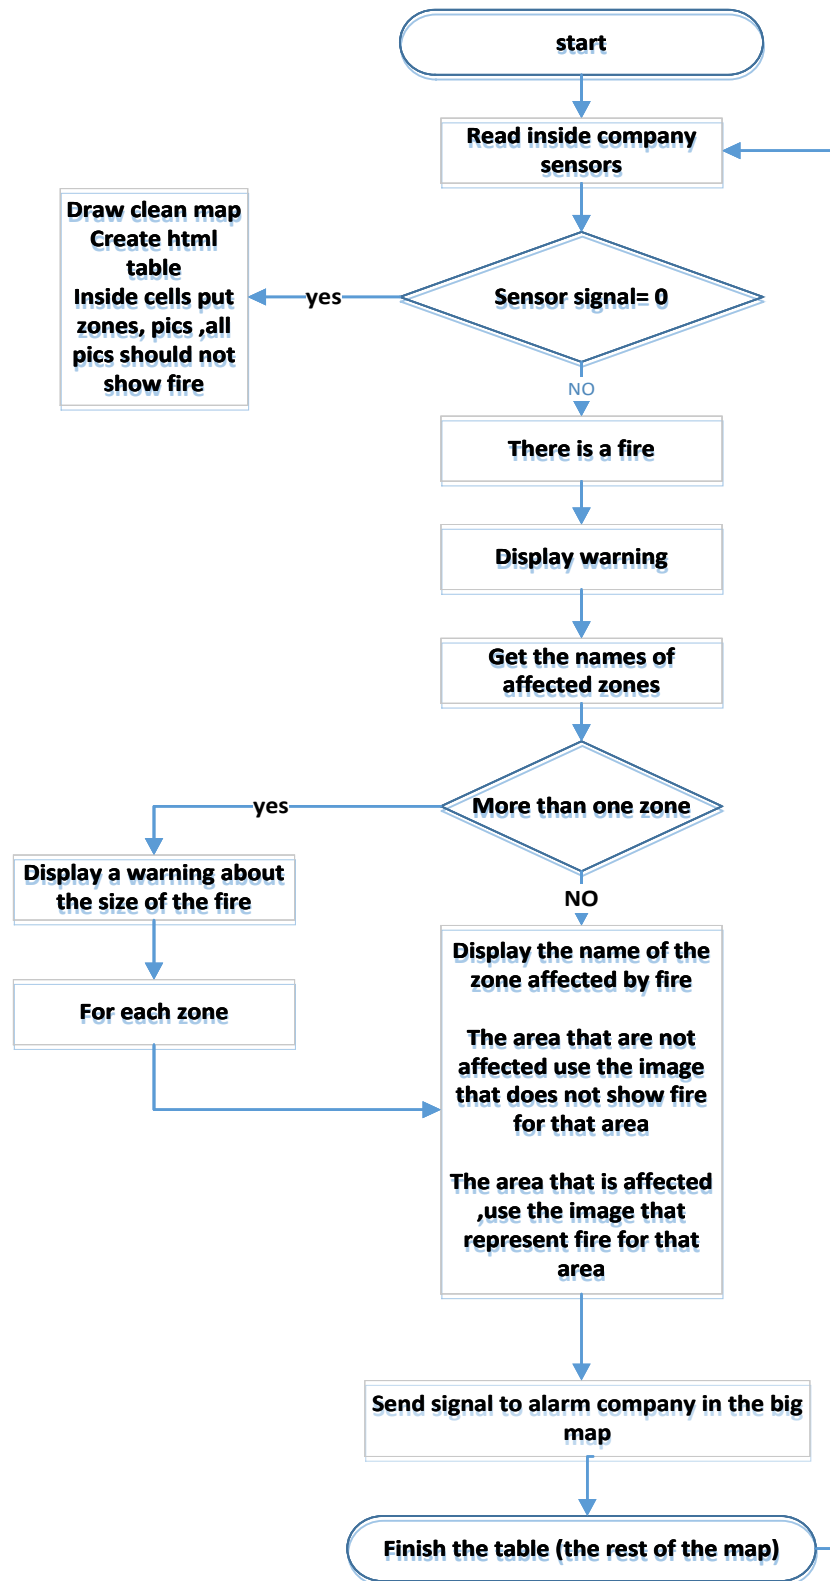 start
Read inside company
sensors
Draw clean map
Create html
table
Inside cells put
zones, pics ,all
pics should not
show fire
yes
Sensor signal= 0
NO
There is a fire
Display warning
Get the names of
affected zones
yes
More than one zone
Display a warning about
the size of the fire
NO
For each zone
Display the name of the
zone affected by fire
The area that are not
affected use the image
that does not show fire
for that area
The area that is affected
,use the image that
represent fire for that
area
Send signal to alarm company in the big
map
Finish the table (the rest of the map)